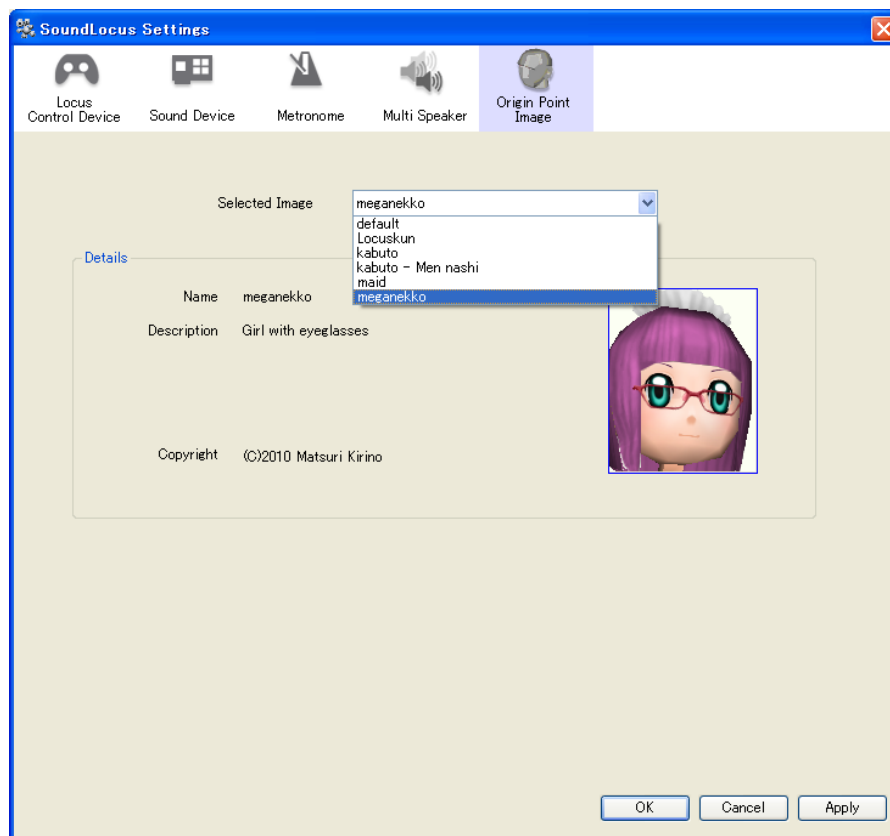 SoundLocus Settings
Locus
Control Device
Sound Device
Metronome
Multi Speaker
Origin Point
Image
Selected Image
meganekko
default
Locuskun
kabuto
kabuto - Men nashi
maid
meganekko
Details
Name
meganekko
Description
Girl with eyeglasses
Copyright
(C)2010 Matsuri Kirino
OK
Cancel
Apply